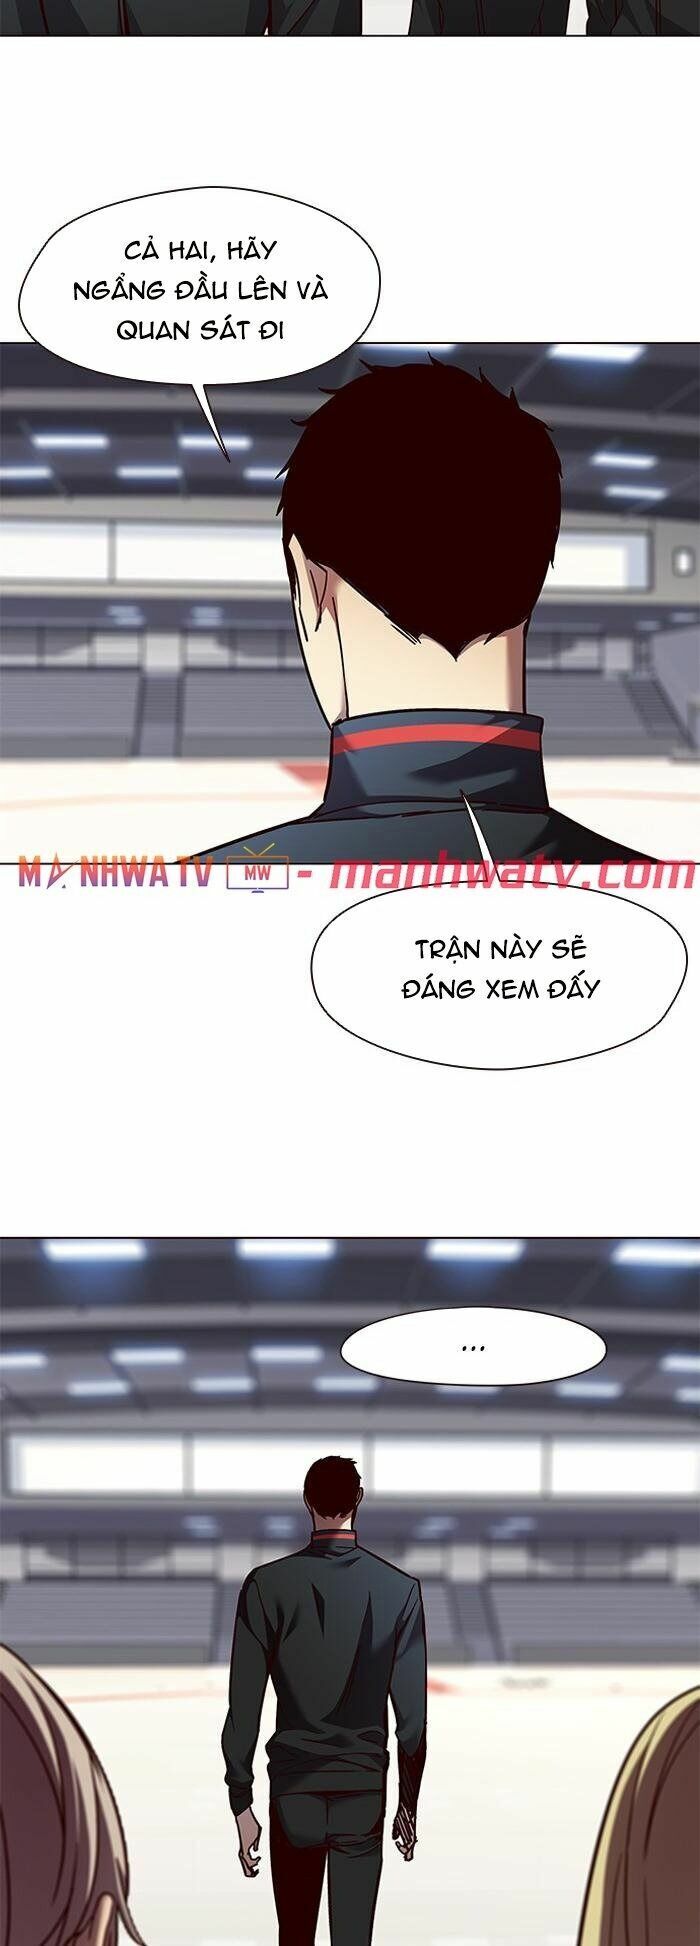 CẢ HAI, HÃY
NGẨNG ĐẦU LÊN VÀ
QUAN SÁT ĐI
MANHWATV MW - manhwatv.com
TRẬN NÀY SẼ
ĐÁNG XEM ĐẤY
...